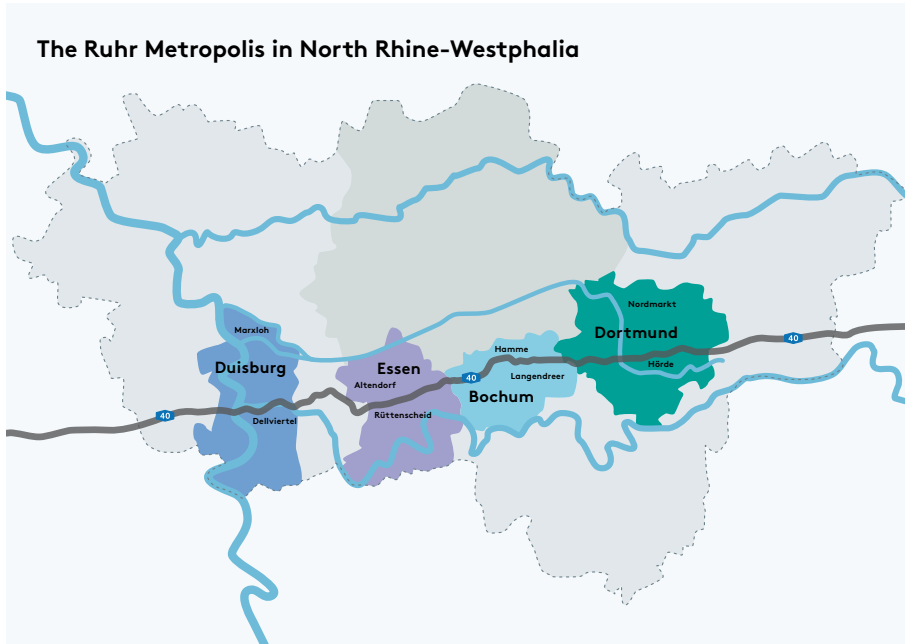 The Ruhr Metropolis in North Rhine-Westphalia
Nordmarkt
Marxloh
Dortmund
40
Hamme
Hörde
Duisburg
Essen
40
Langendreer
Altendorf
Bochum
40
Rüttenscheid
Dellviertel